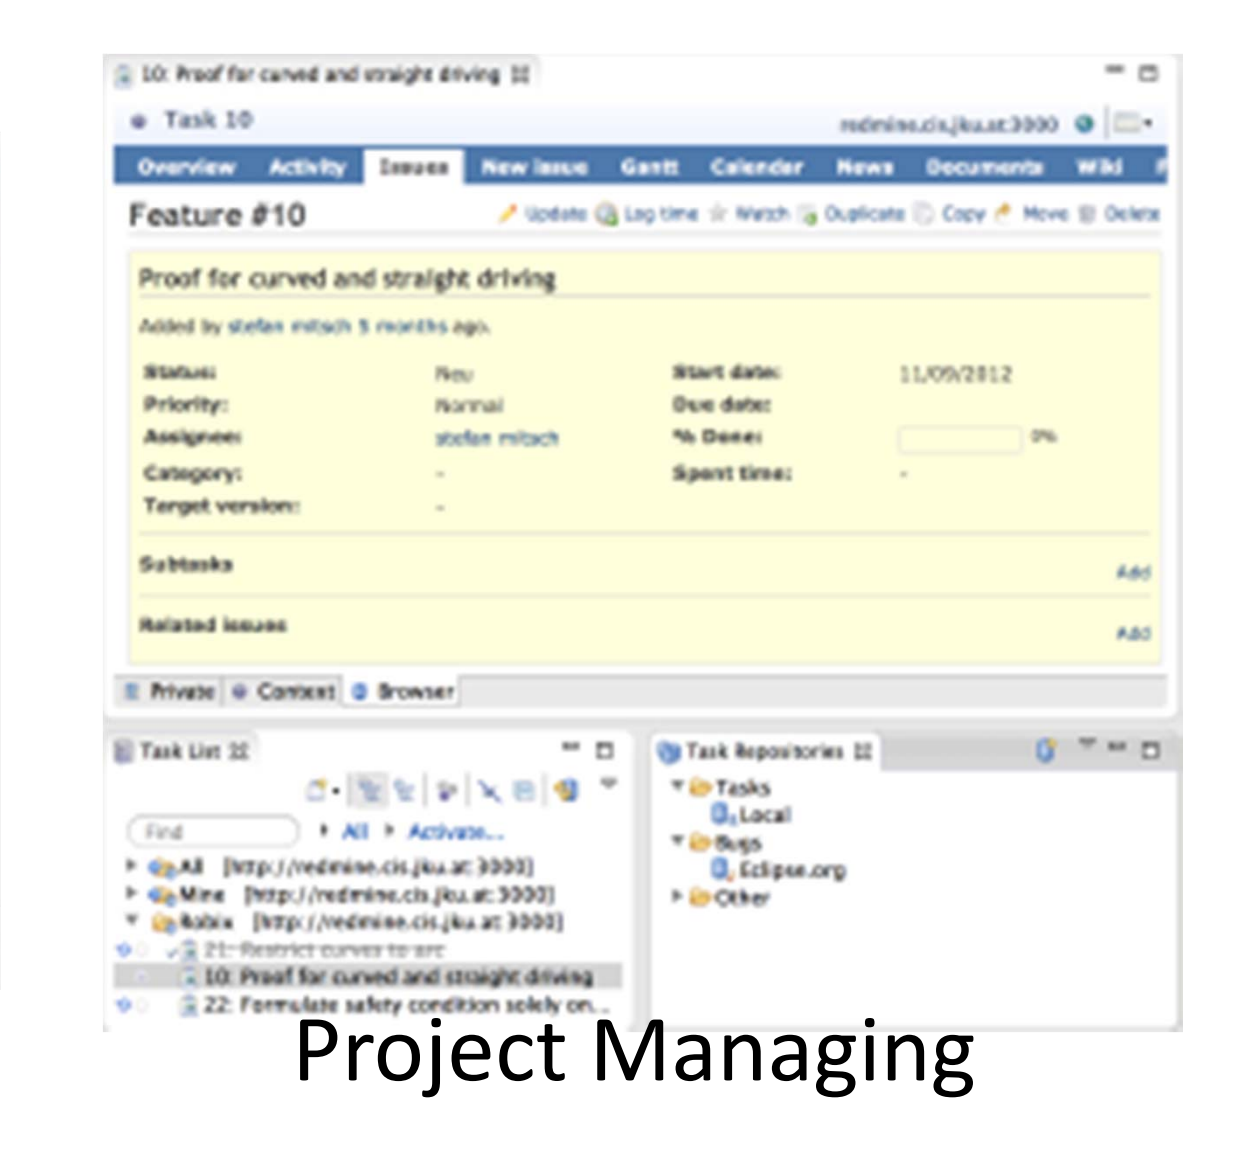 10: Proof for curved and straight driving
Task 10
redmine.cis.jku.at:3000
Overview Activity Issues New issue Gantt Calendar News Documents Wiki
Feature #10
Update Log time Watch Duplicate Copy Move Delete
Proof for curved and straight driving
Added by stefan mitsch 5 months ago.
Status: Neu Start date: 11/09/2012
Priority: Normal Due date:
Assignee: stefan mitsch % Done: 0%
Category: - Spent time: -
Target version: -
Subtasks Add
Related issues Add
Private Context Browser
Task List
Find All Activate...
All [http://redmine.cis.jku.at:3000]
Mine [http://redmine.cis.jku.at:3000]
Robix [http://redmine.cis.jku.at:3000]
21: Restrict curves to arc
10: Proof for curved and straight driving
22: Formulate safety condition solely on...
Task Repositories
Tasks
Local
Bugs
Eclipse.org
Other
Project Managing